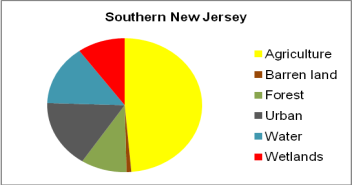 Southern New Jersey
Agriculture
Barren land
Forest
Urban
Water
Wetlands